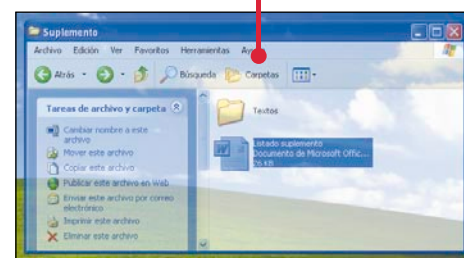 Suplemento
Archivo Edición Ver Favoritos Herramientas Ayuda
Atrás Búsqueda Carpetas
Tareas de archivo y carpeta
Cambiar nombre a este
archivo
Mover este archivo
Copiar este archivo
Publicar este archivo en Web
Enviar este archivo por correo
electrónico
Imprimir este archivo
Eliminar este archivo
Textos
Listado suplemento
Documento de Microsoft Offic...
26 KB